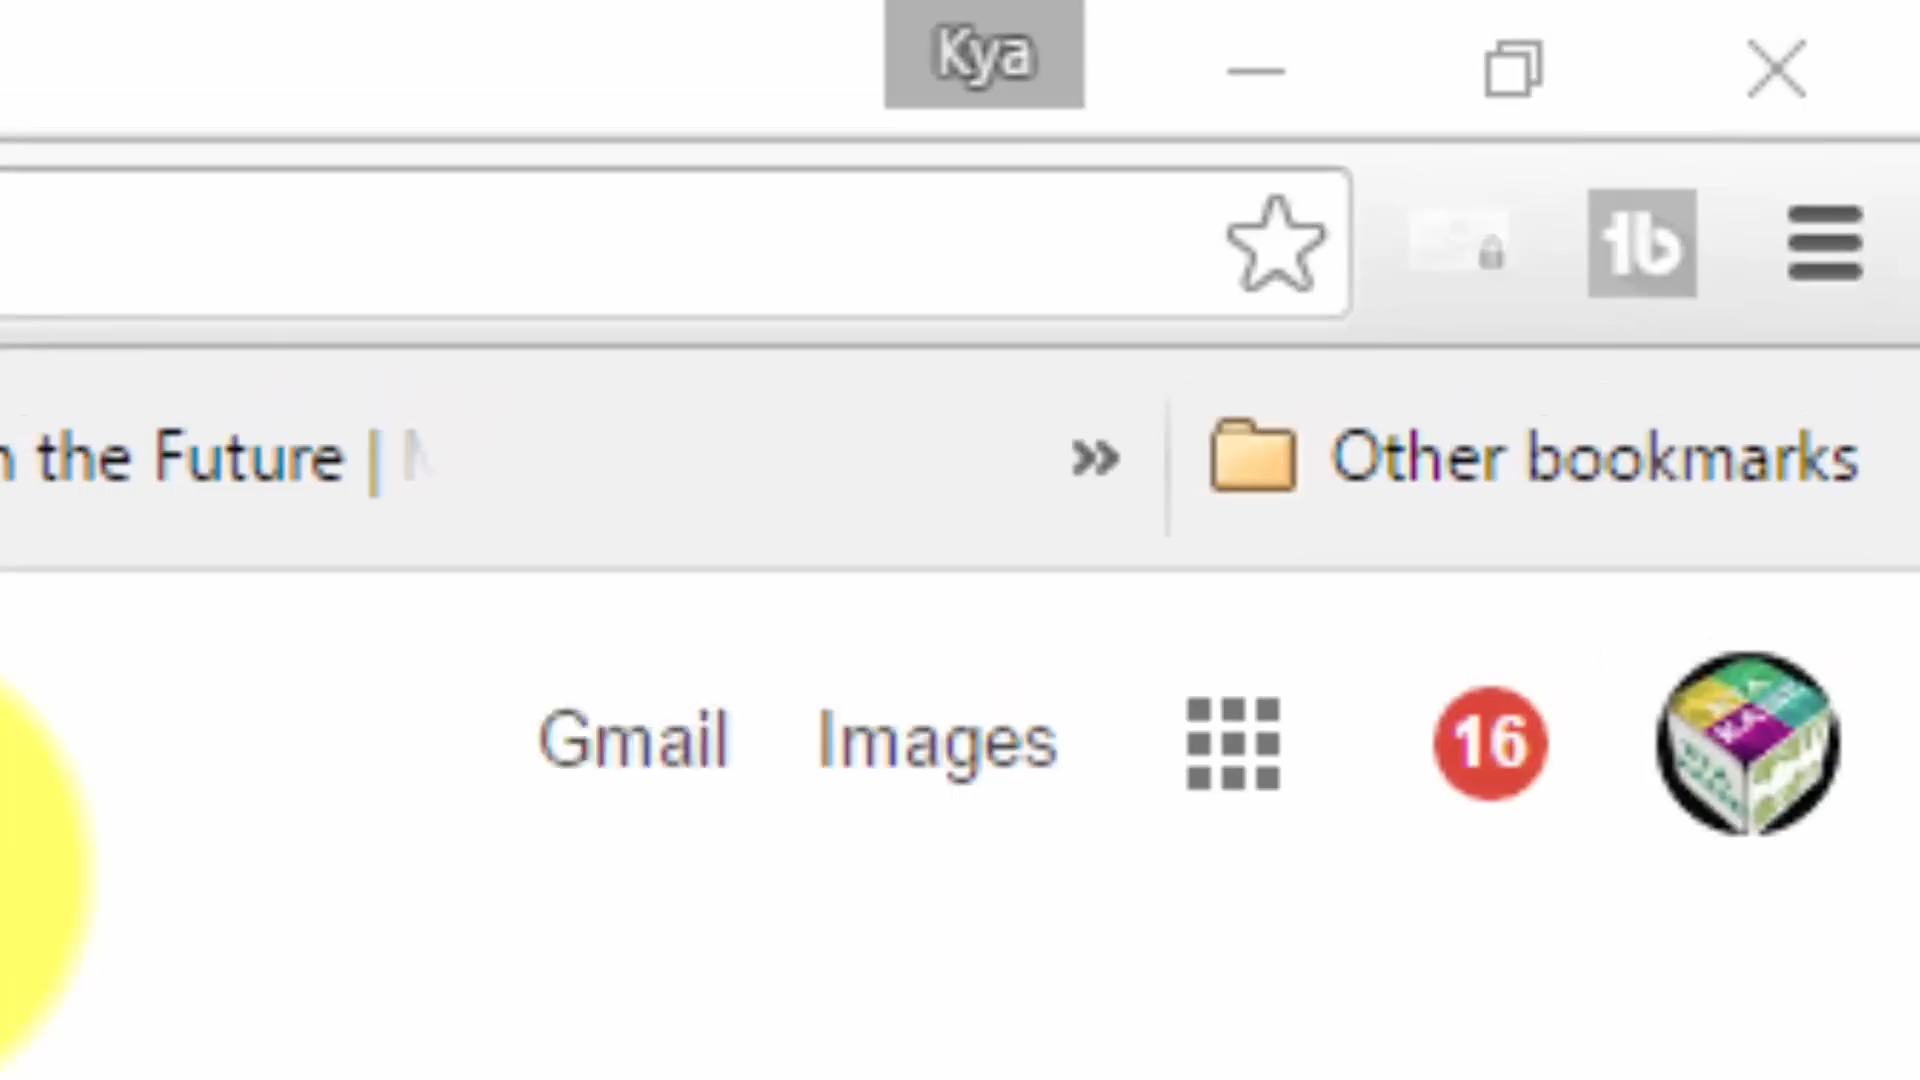 Kya
n the Future | M
»
Other bookmarks
Gmail Images 16